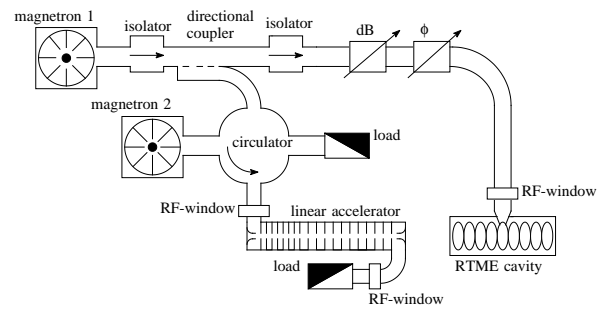 magnetron 1
isolator
directional
coupler
isolator
dB
ϕ
magnetron 2
circulator
load
RF-window
RF-window
linear accelerator
load
RF-window
RTME cavity